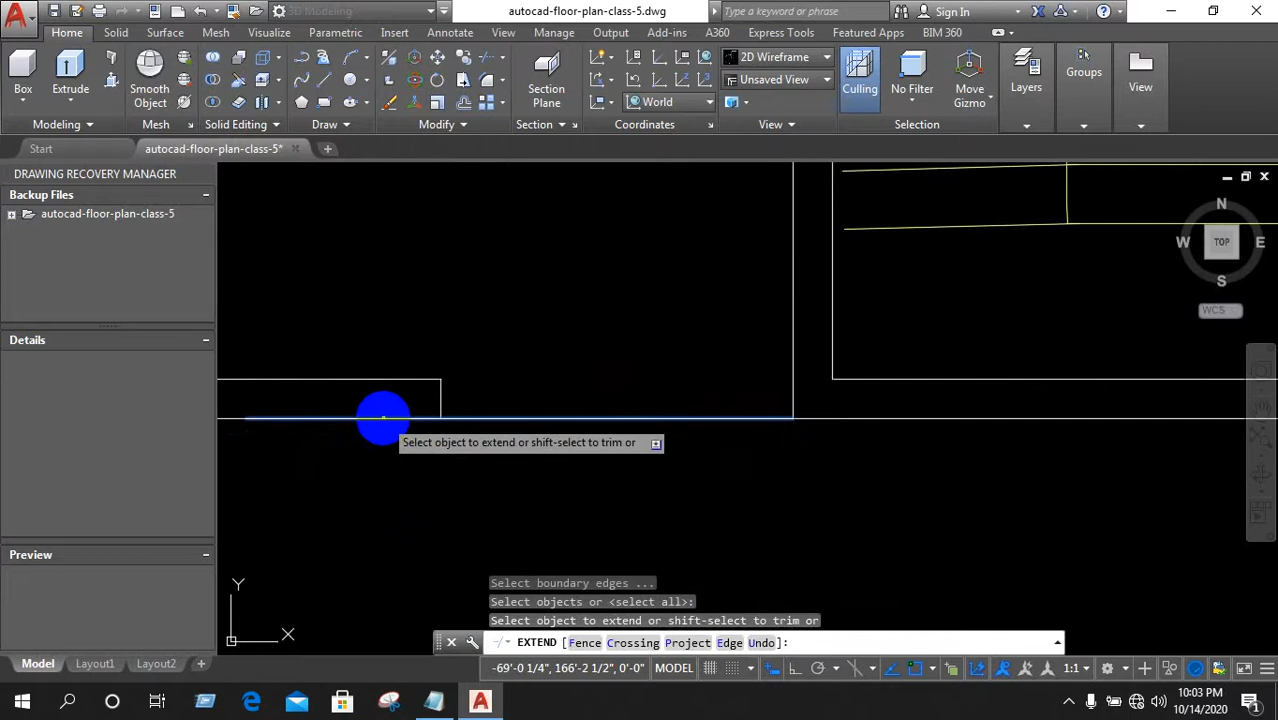 A 3D Modeling autocad-floor-plan-class-5.dwg Type a keyword or phrase Sign In
Home Solid Surface Mesh Visualize Parametric Insert Annotate View Manage Output Add-ins A360 Express Tools Featured Apps BIM 360
2D Wireframe
Unsaved View
World
Box Extrude Smooth Object Section Plane Culling No Filter Move Gizmo Layers Groups View
Modeling Mesh Solid Editing Draw Modify Section Coordinates View Selection
Start autocad-floor-plan-class-5*
DRAWING RECOVERY MANAGER
Backup Files
autocad-floor-plan-class-5
N
W TOP E
S
WCS
Details
Select object to extend or shift-select to trim or
Preview
Y
X
Select boundary edges ...
Select objects or <select all>:
Select object to extend or shift-select to trim or
EXTEND [Fence Crossing Project Edge Undo]:
Model Layout1 Layout2 -69'-0 1/4", 166'-2 1/2", 0'-0" MODEL 1:1
10:03 PM
10/14/2020